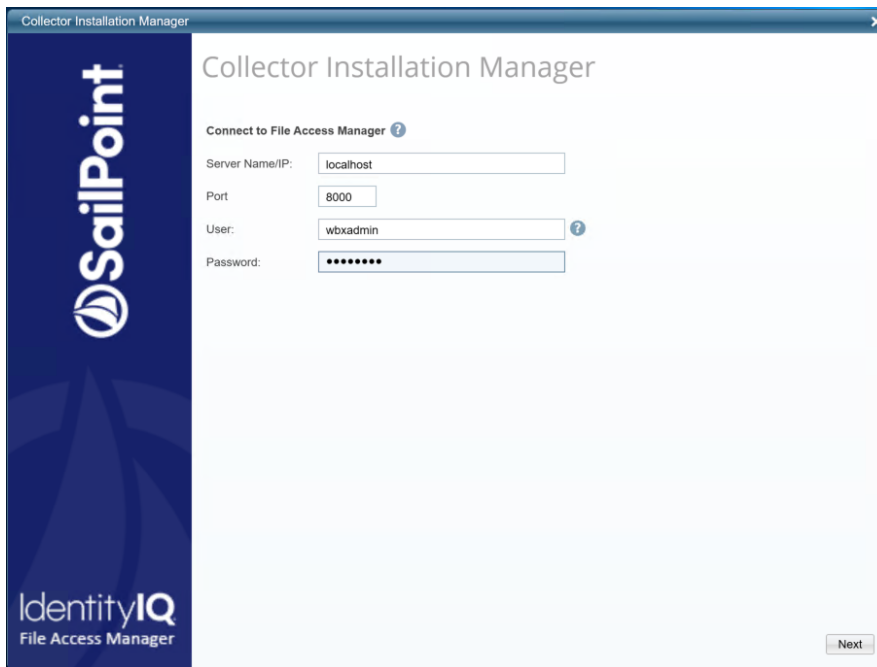 Collector Installation Manager
SailPoint
Collector Installation Manager
Connect to File Access Manager ?
Server Name/IP: localhost
Port 8000
User: wbxadmin ?
Password: ••••••••
IdentityIQ
File Access Manager
Next